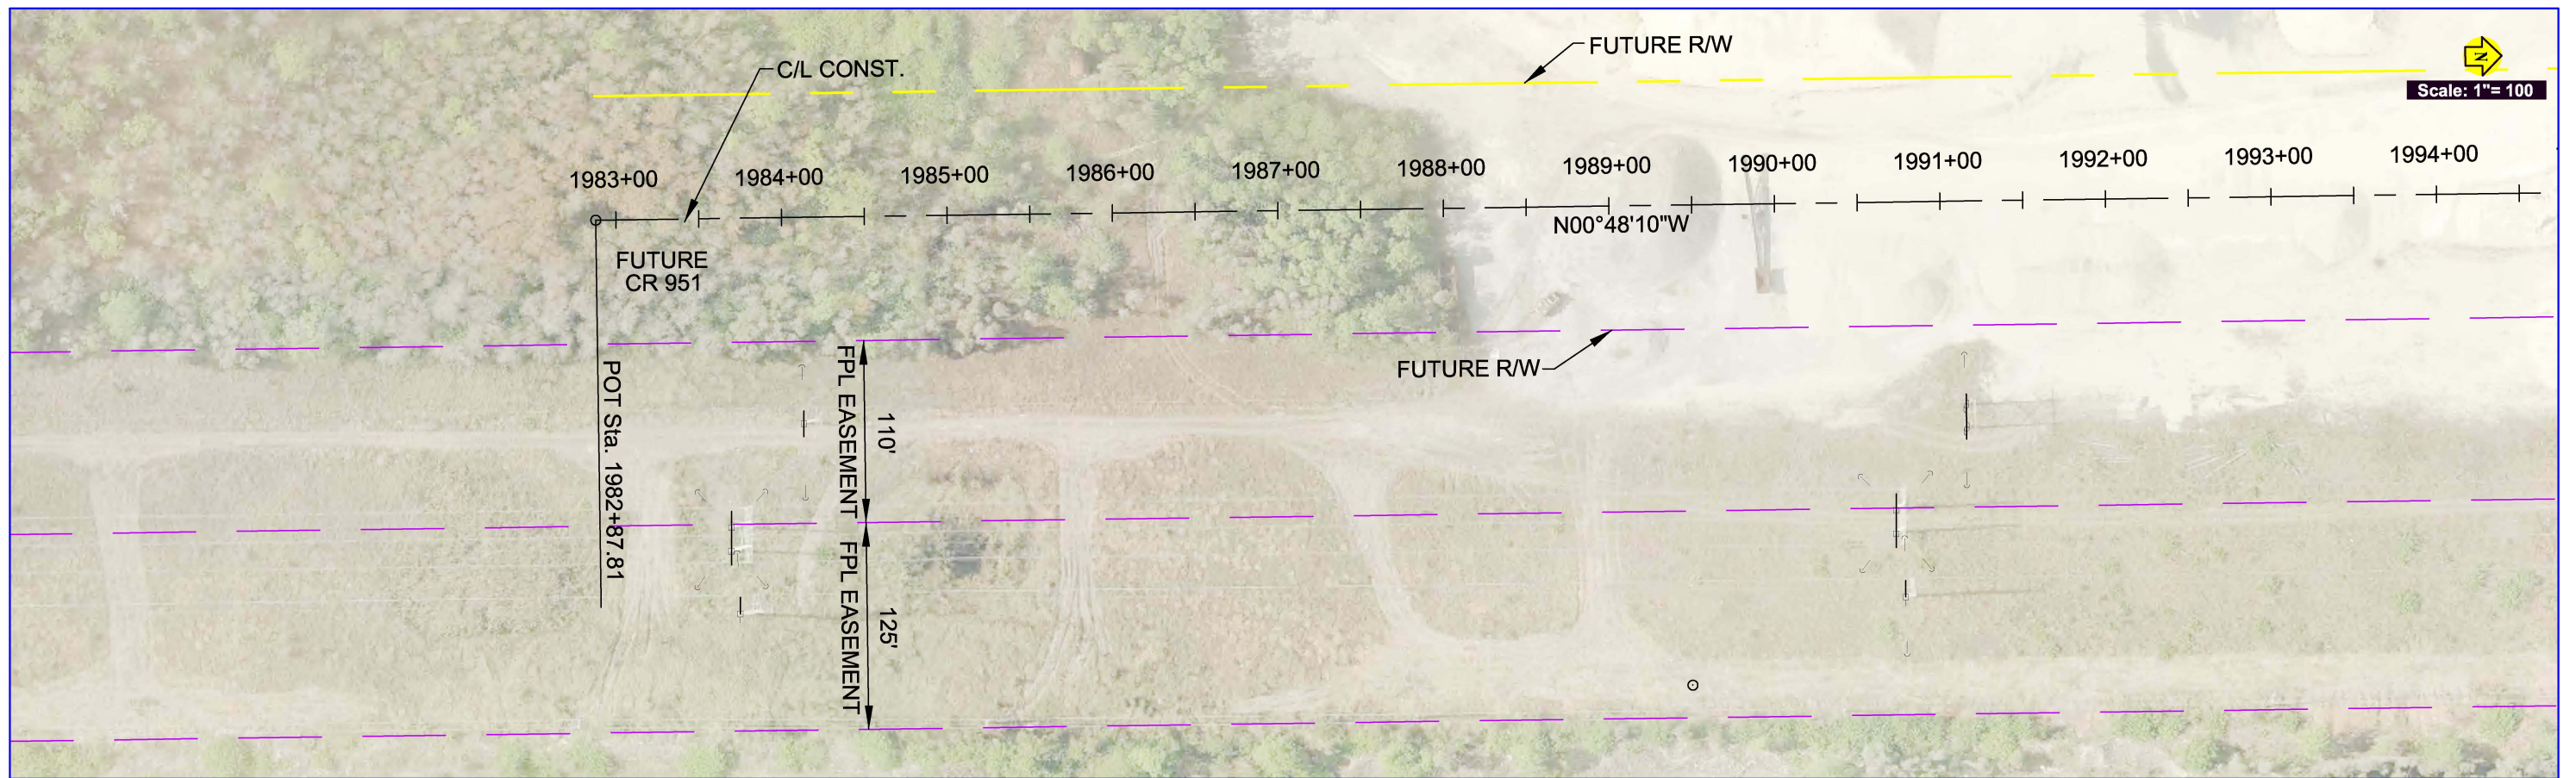 FUTURE R/W
N
C/L CONST.
Scale: 1"= 100
1983+00
1984+00
1985+00
1986+00
1987+00
1988+00
1989+00
1990+00
1991+00
1992+00
1993+00
1994+00
N00°48'10"W
FUTURE
CR 951
FUTURE R/W
POT Sta. 1982+87.81
FPL EASEMENT
110'
FPL EASEMENT
125'